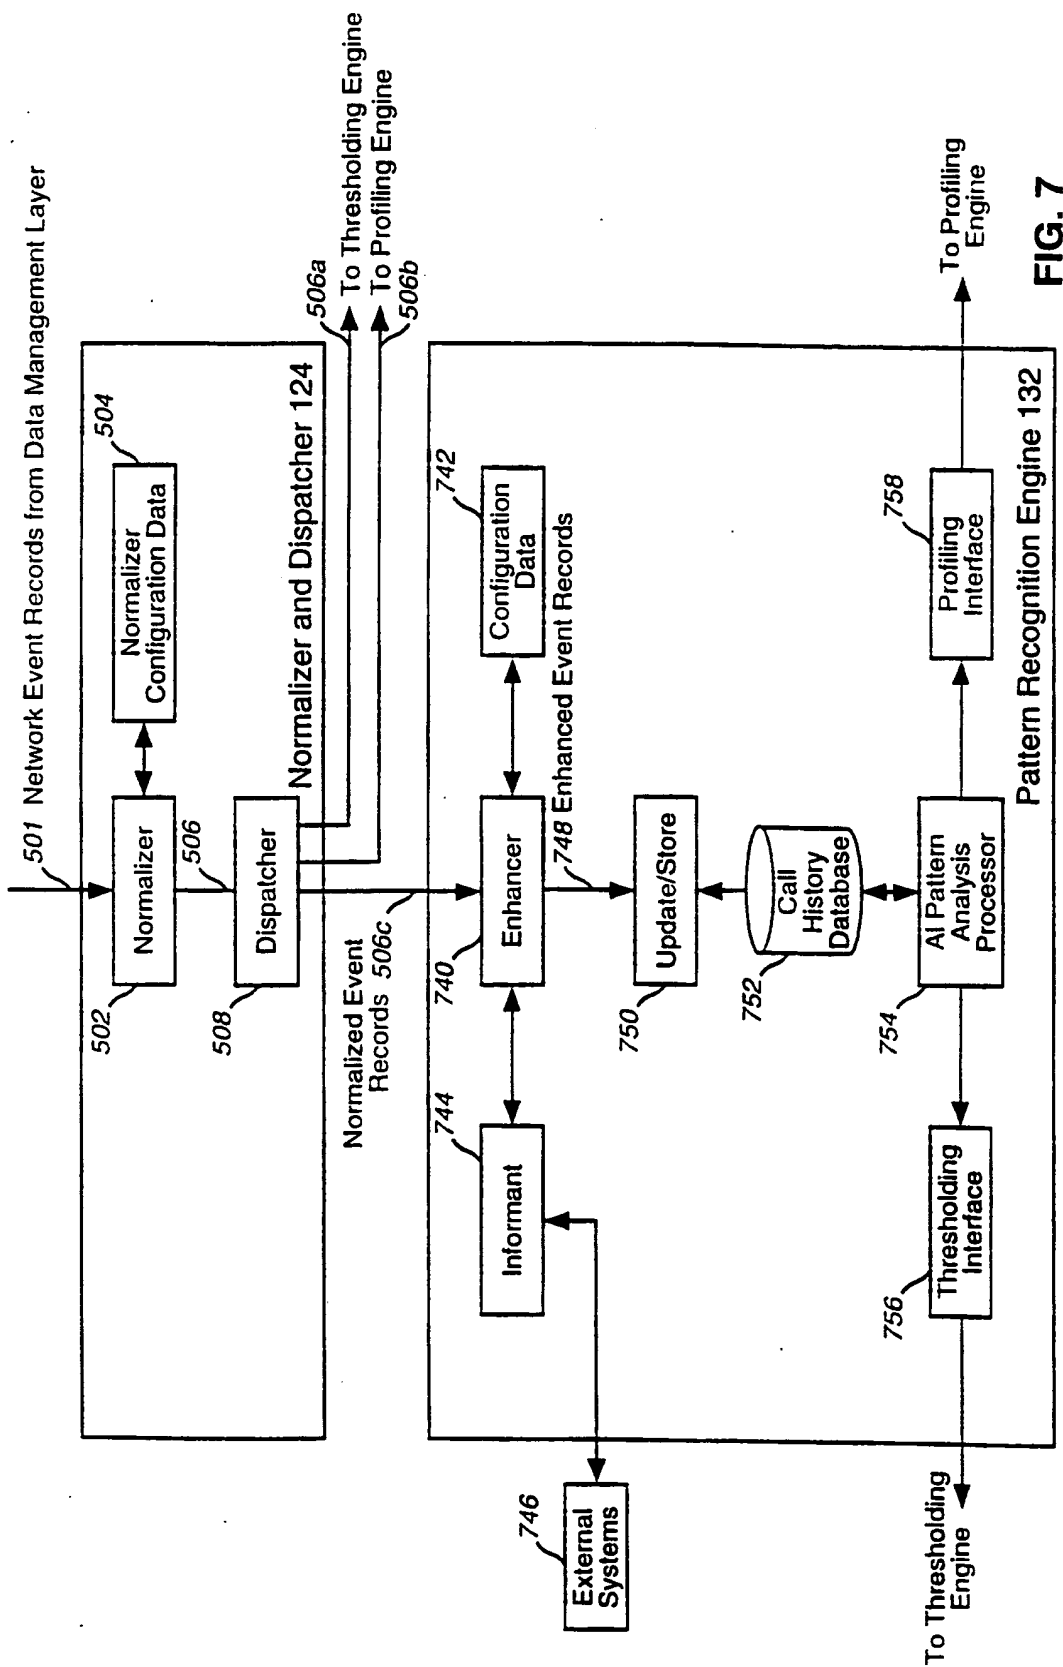 501 Network Event Records from Data Management Layer
502
Normalizer
504
Normalizer
Configuration Data
506
508
Dispatcher
Normalizer and Dispatcher 124
506a
To Thresholding Engine
To Profiling Engine
506b
Normalized Event
Records 506c
744
Informant
740
Enhancer
742
Configuration
Data
746
External
Systems
748 Enhanced Event Records
750
Update/Store
752
Call
History
Database
754
AI Pattern
Analysis
Processor
756
Thresholding
Interface
758
Profiling
Interface
Pattern Recognition Engine 132
To Thresholding
Engine
To Profiling
Engine
FIG. 7